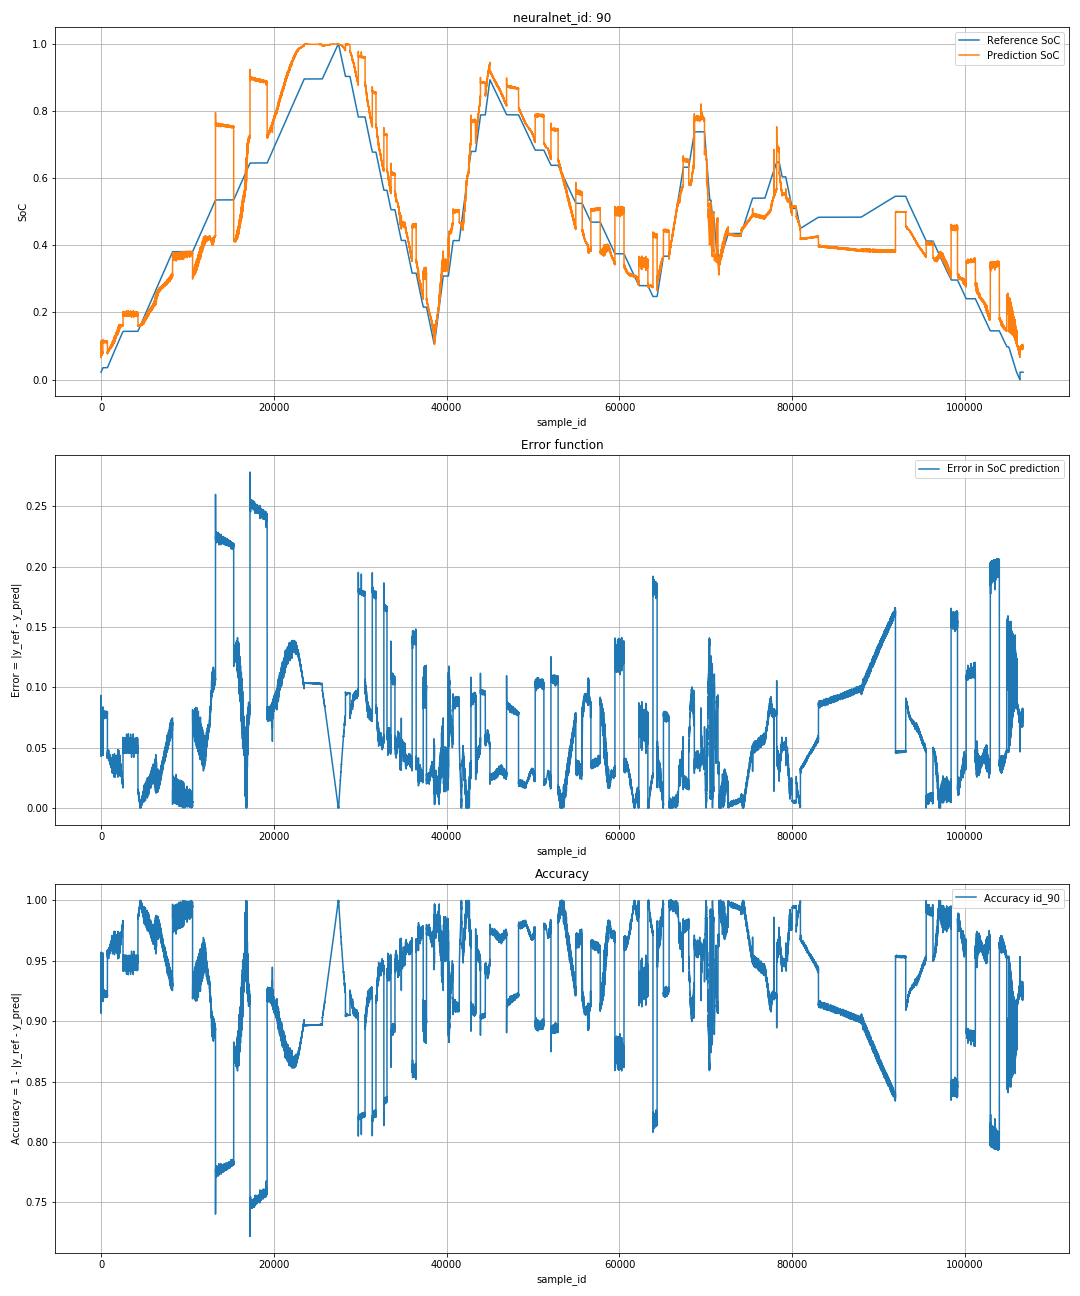 neuralnet_id: 90
Reference SoC
Prediction SoC
1.0
0.8
0.6
0.4
0.2
0.0
SoC
0
20000
40000
60000
80000
100000
sample_id
Error function
Error in SoC prediction
0.25
0.20
0.15
0.10
0.05
0.00
Error = |y_ref - y_pred|
0
20000
40000
60000
80000
100000
sample_id
Accuracy
Accuracy id_90
1.00
0.95
0.90
0.85
0.80
0.75
Accuracy = 1 - |y_ref - y_pred|
0
20000
40000
60000
80000
100000
sample_id